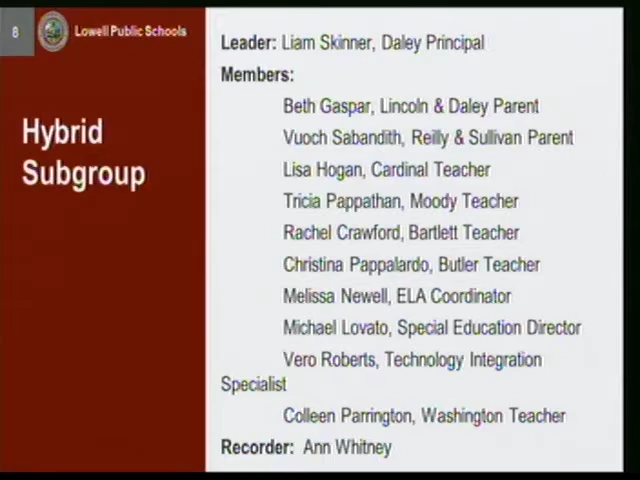 8
Lowell Public Schools
Hybrid
Subgroup
Leader: Liam Skinner, Daley Principal
Members:
Beth Gaspar, Lincoln & Daley Parent
Vuoch Sabandith, Reilly & Sullivan Parent
Lisa Hogan, Cardinal Teacher
Tricia Pappathan, Moody Teacher
Rachel Crawford, Bartlett Teacher
Christina Pappalardo, Butler Teacher
Melissa Newell, ELA Coordinator
Michael Lovato, Special Education Director
Vero Roberts, Technology Integration
Specialist
Colleen Parrington, Washington Teacher
Recorder: Ann Whitney